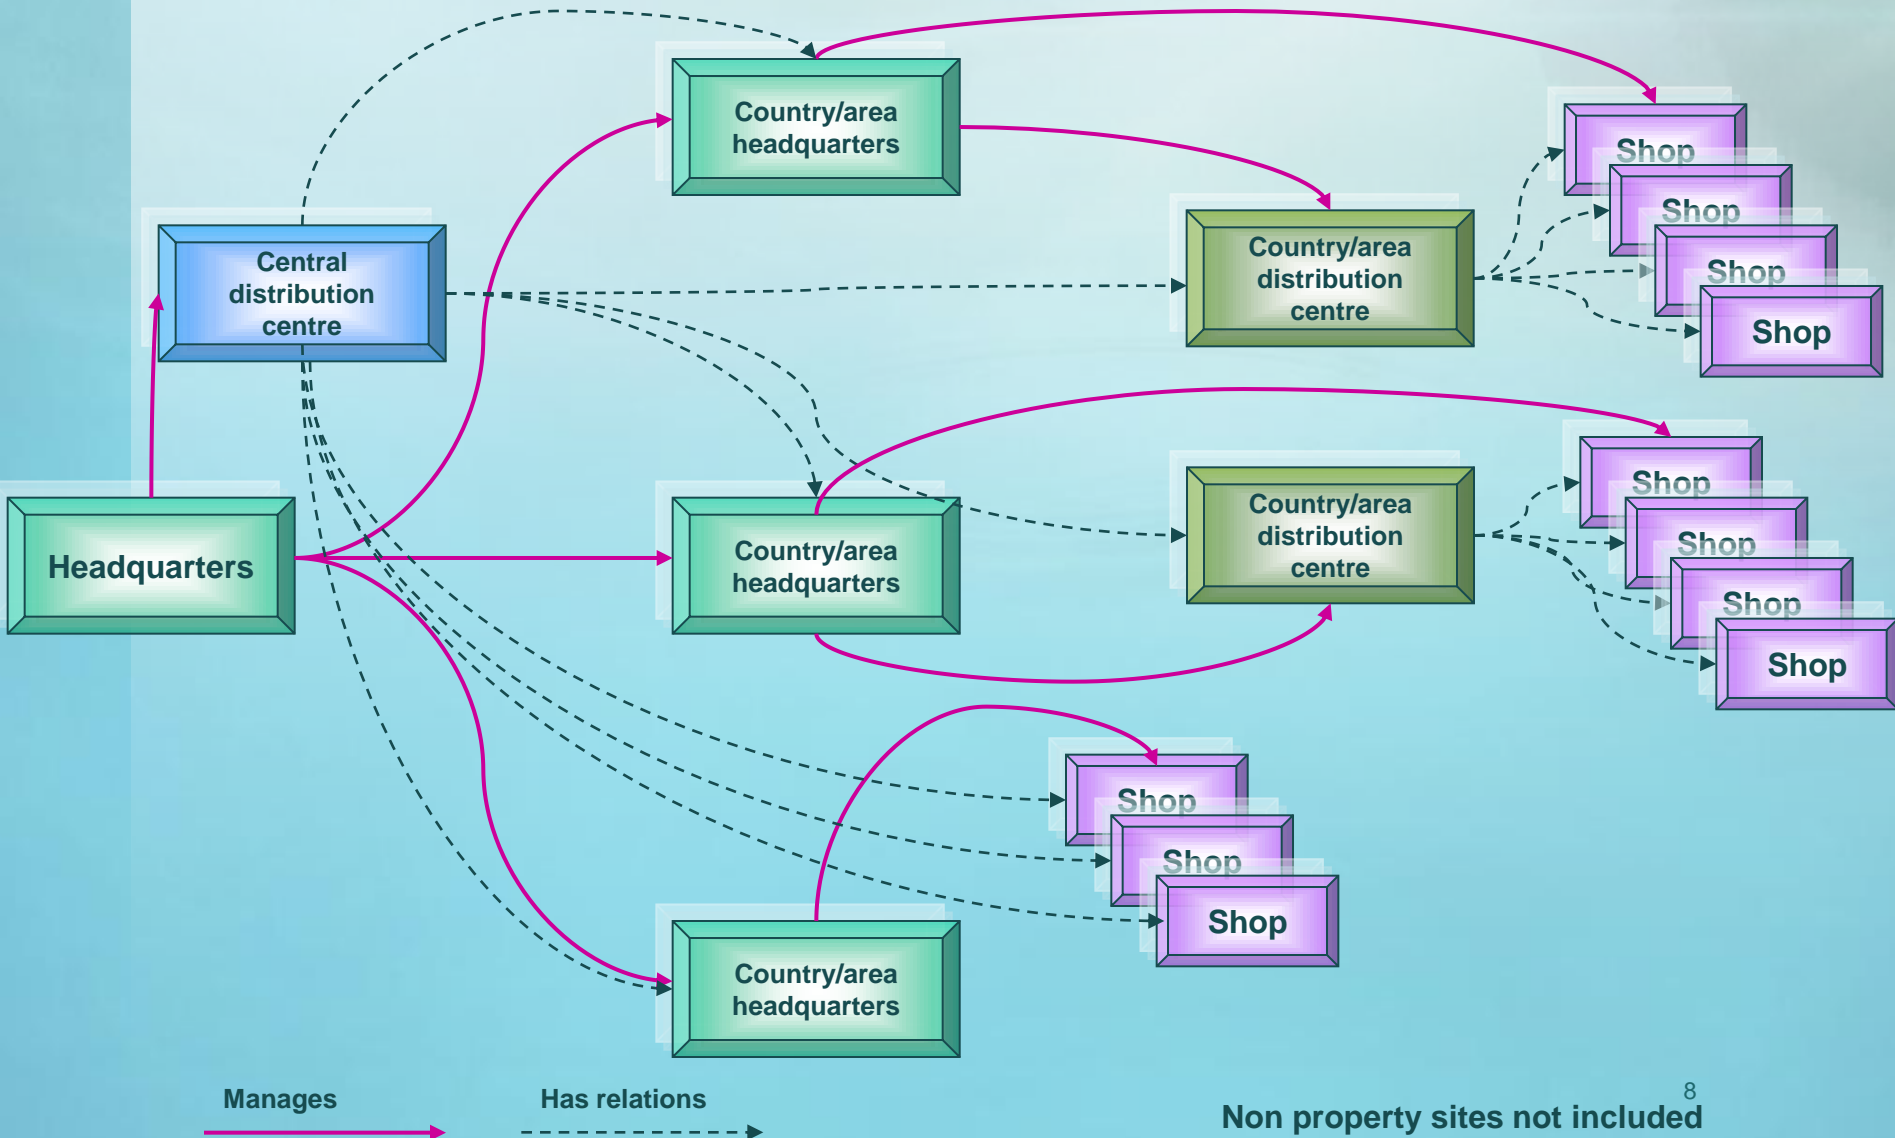 Country/area
headquarters
Shop
Shop
Shop
Shop
Central
distribution
centre
Country/area
distribution
centre
Headquarters
Country/area
headquarters
Country/area
distribution
centre
Shop
Shop
Shop
Shop
Shop
Shop
Shop
Country/area
headquarters
Manages
Has relations
8
Non property sites not included